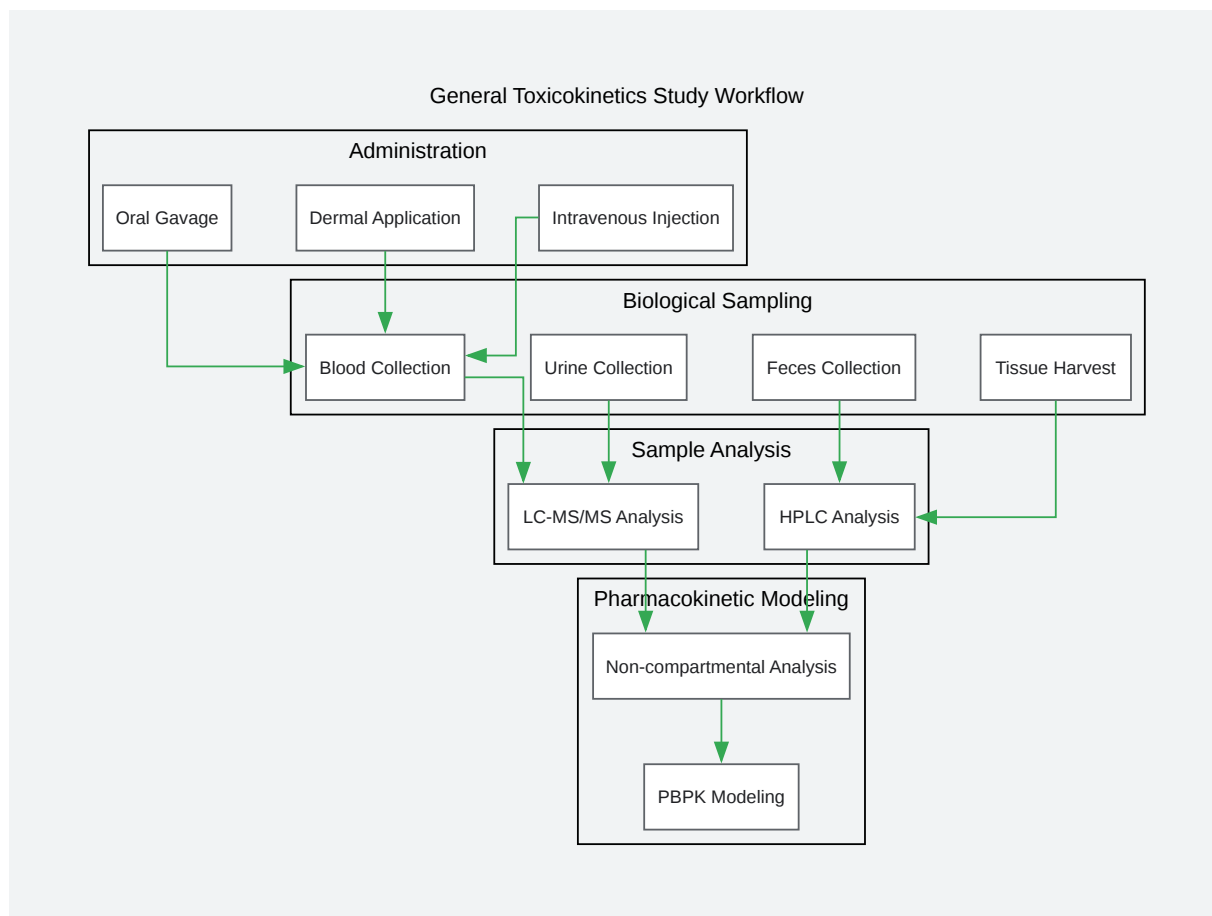 General Toxicokinetics Study Workflow
Administration
Oral Gavage
Dermal Application
Intravenous Injection
Biological Sampling
Blood Collection
Urine Collection
Feces Collection
Tissue Harvest
Sample Analysis
LC-MS/MS Analysis
HPLC Analysis
Pharmacokinetic Modeling
Non-compartmental Analysis
PBPK Modeling